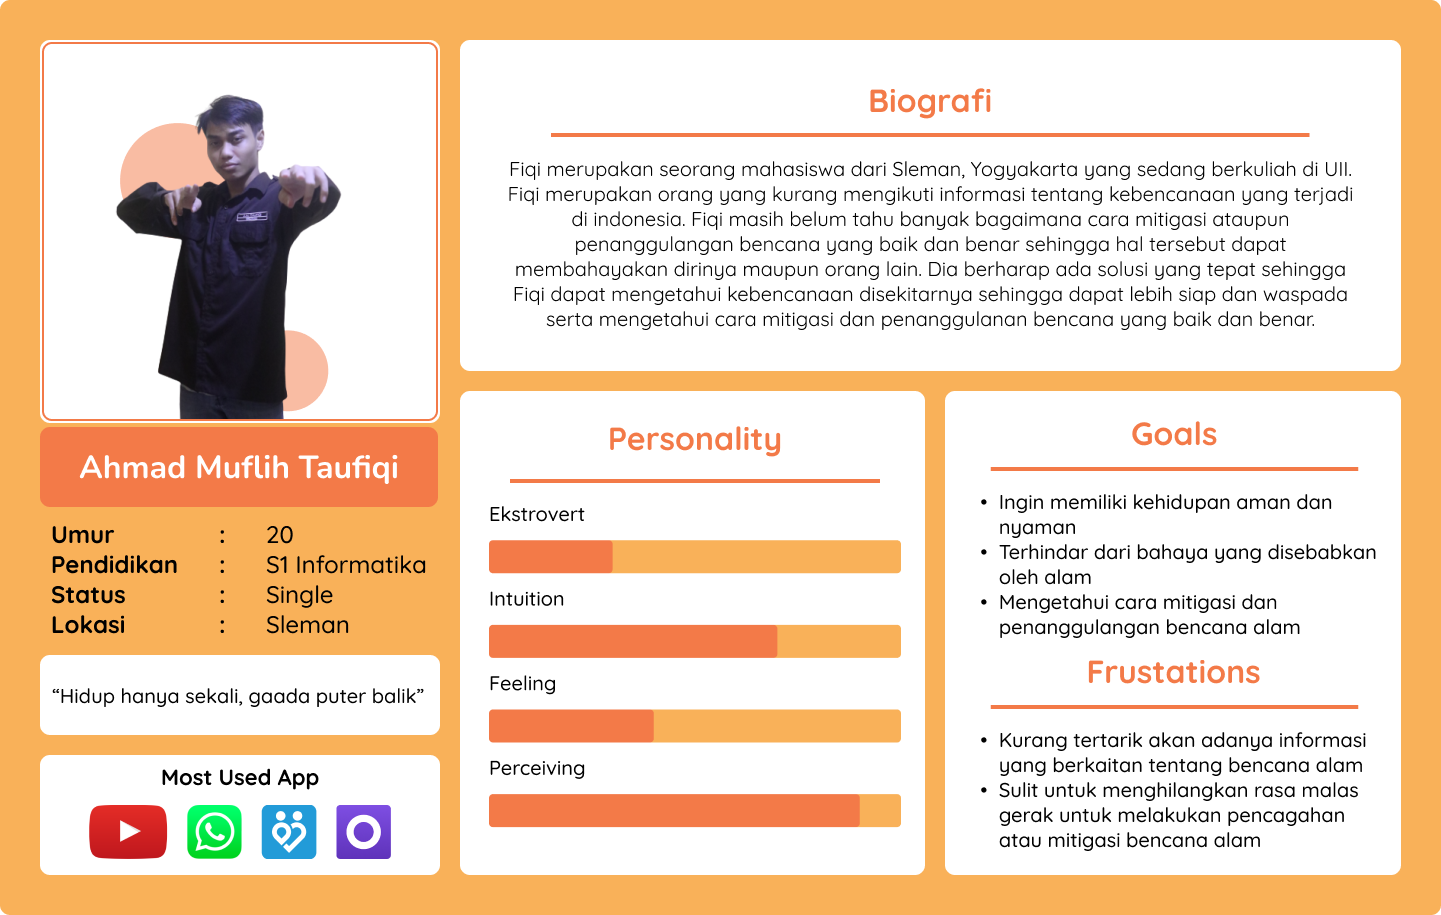 Biografi
Fiqi merupakan seorang mahasiswa dari Sleman, Yogyakarta yang sedang berkuliah di UII.
Fiqi merupakan orang yang kurang mengikuti informasi tentang kebencanaan yang terjadi
di indonesia. Fiqi masih belum tahu banyak bagaimana cara mitigasi ataupun
penanggulangan bencana yang baik dan benar sehingga hal tersebut dapat
membahayakan dirinya maupun orang lain. Dia berharap ada solusi yang tepat sehingga
Fiqi dapat mengetahui kebencanaan disekitarnya sehingga dapat lebih siap dan waspada
serta mengetahui cara mitigasi dan penanggulanan bencana yang baik dan benar.
Ahmad Muflih Taufiqi
Umur : 20
Pendidikan : S1 Informatika
Status : Single
Lokasi : Sleman
“Hidup hanya sekali, gaada puter balik”
Most Used App
Personality
Ekstrovert
Intuition
Feeling
Perceiving
Goals
• Ingin memiliki kehidupan aman dan
nyaman
• Terhindar dari bahaya yang disebabkan
oleh alam
• Mengetahui cara mitigasi dan
penanggulangan bencana alam
Frustations
• Kurang tertarik akan adanya informasi
yang berkaitan tentang bencana alam
• Sulit untuk menghilangkan rasa malas
gerak untuk melakukan pencagahan
atau mitigasi bencana alam